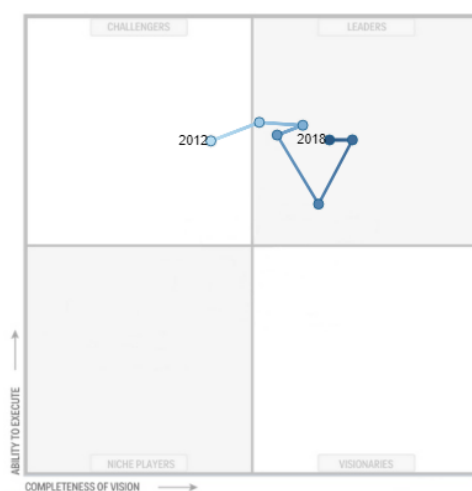 CHALLENGERS
LEADERS
2012
2018
ABILITY TO EXECUTE
NICHE PLAYERS
VISIONARIES
COMPLETENESS OF VISION